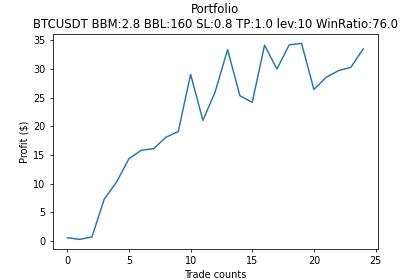 Portfolio
BTCUSDT BBM:2.8 BBL:160 SL:0.8 TP:1.0 lev:10 WinRatio:76.0
35
30
25
20
15
10
5
0
Profit ($)
0 5 10 15 20 25
Trade counts